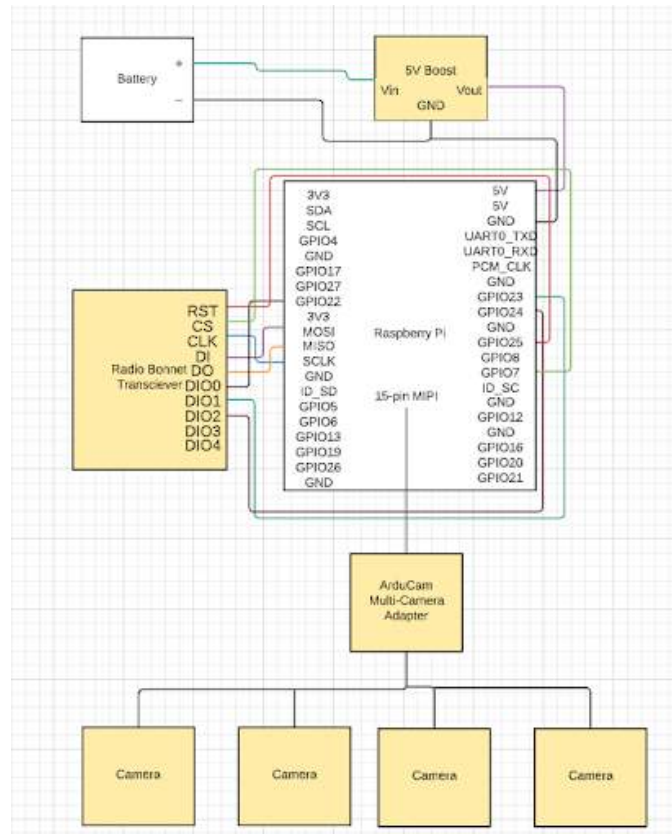 Battery
+
−
5V Boost
Vin
Vout
GND
3V3
SDA
SCL
GPIO4
GND
GPIO17
GPIO27
GPIO22
3V3
MOSI
MISO
SCLK
GND
ID_SD
GPIO5
GPIO6
GPIO13
GPIO19
GPIO26
GND
Raspberry Pi
15-pin MIPI
5V
5V
GND
UART0_TXD
UART0_RXD
PCM_CLK
GND
GPIO23
GPIO24
GND
GPIO25
GPIO8
GPIO7
ID_SC
GND
GPIO12
GND
GPIO16
GPIO20
GPIO21
Radio Bonnet
Transciever
RST
CS
CLK
DI
DO
DIO0
DIO1
DIO2
DIO3
DIO4
ArduCam
Multi-Camera
Adapter
Camera
Camera
Camera
Camera